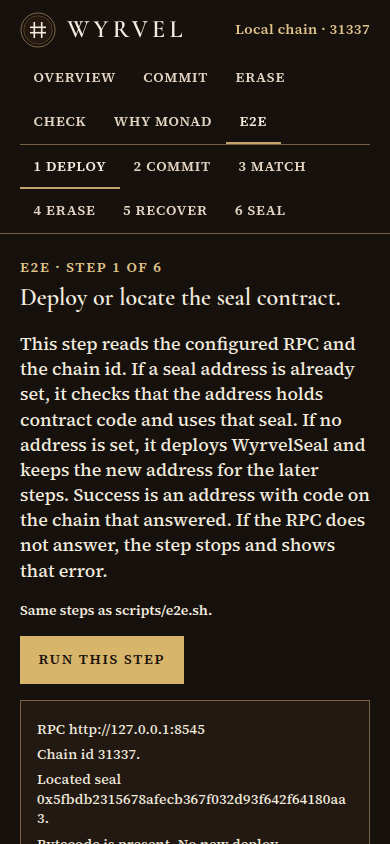 WYRVEL
Local chain · 31337
OVERVIEW COMMIT ERASE
CHECK WHY MONAD E2E
1 DEPLOY 2 COMMIT 3 MATCH
4 ERASE 5 RECOVER 6 SEAL
E2E · STEP 1 OF 6
Deploy or locate the seal contract.
This step reads the configured RPC and
the chain id. If a seal address is already
set, it checks that the address holds
contract code and uses that seal. If no
address is set, it deploys WyrvelSeal and
keeps the new address for the later
steps. Success is an address with code on
the chain that answered. If the RPC does
not answer, the step stops and shows
that error.
Same steps as scripts/e2e.sh.
RUN THIS STEP
RPC http://127.0.0.1:8545
Chain id 31337.
Located seal
0x5fbdb2315678afecb367f032d93f642f64180aa
3.
Bytecode is present. No new deploy